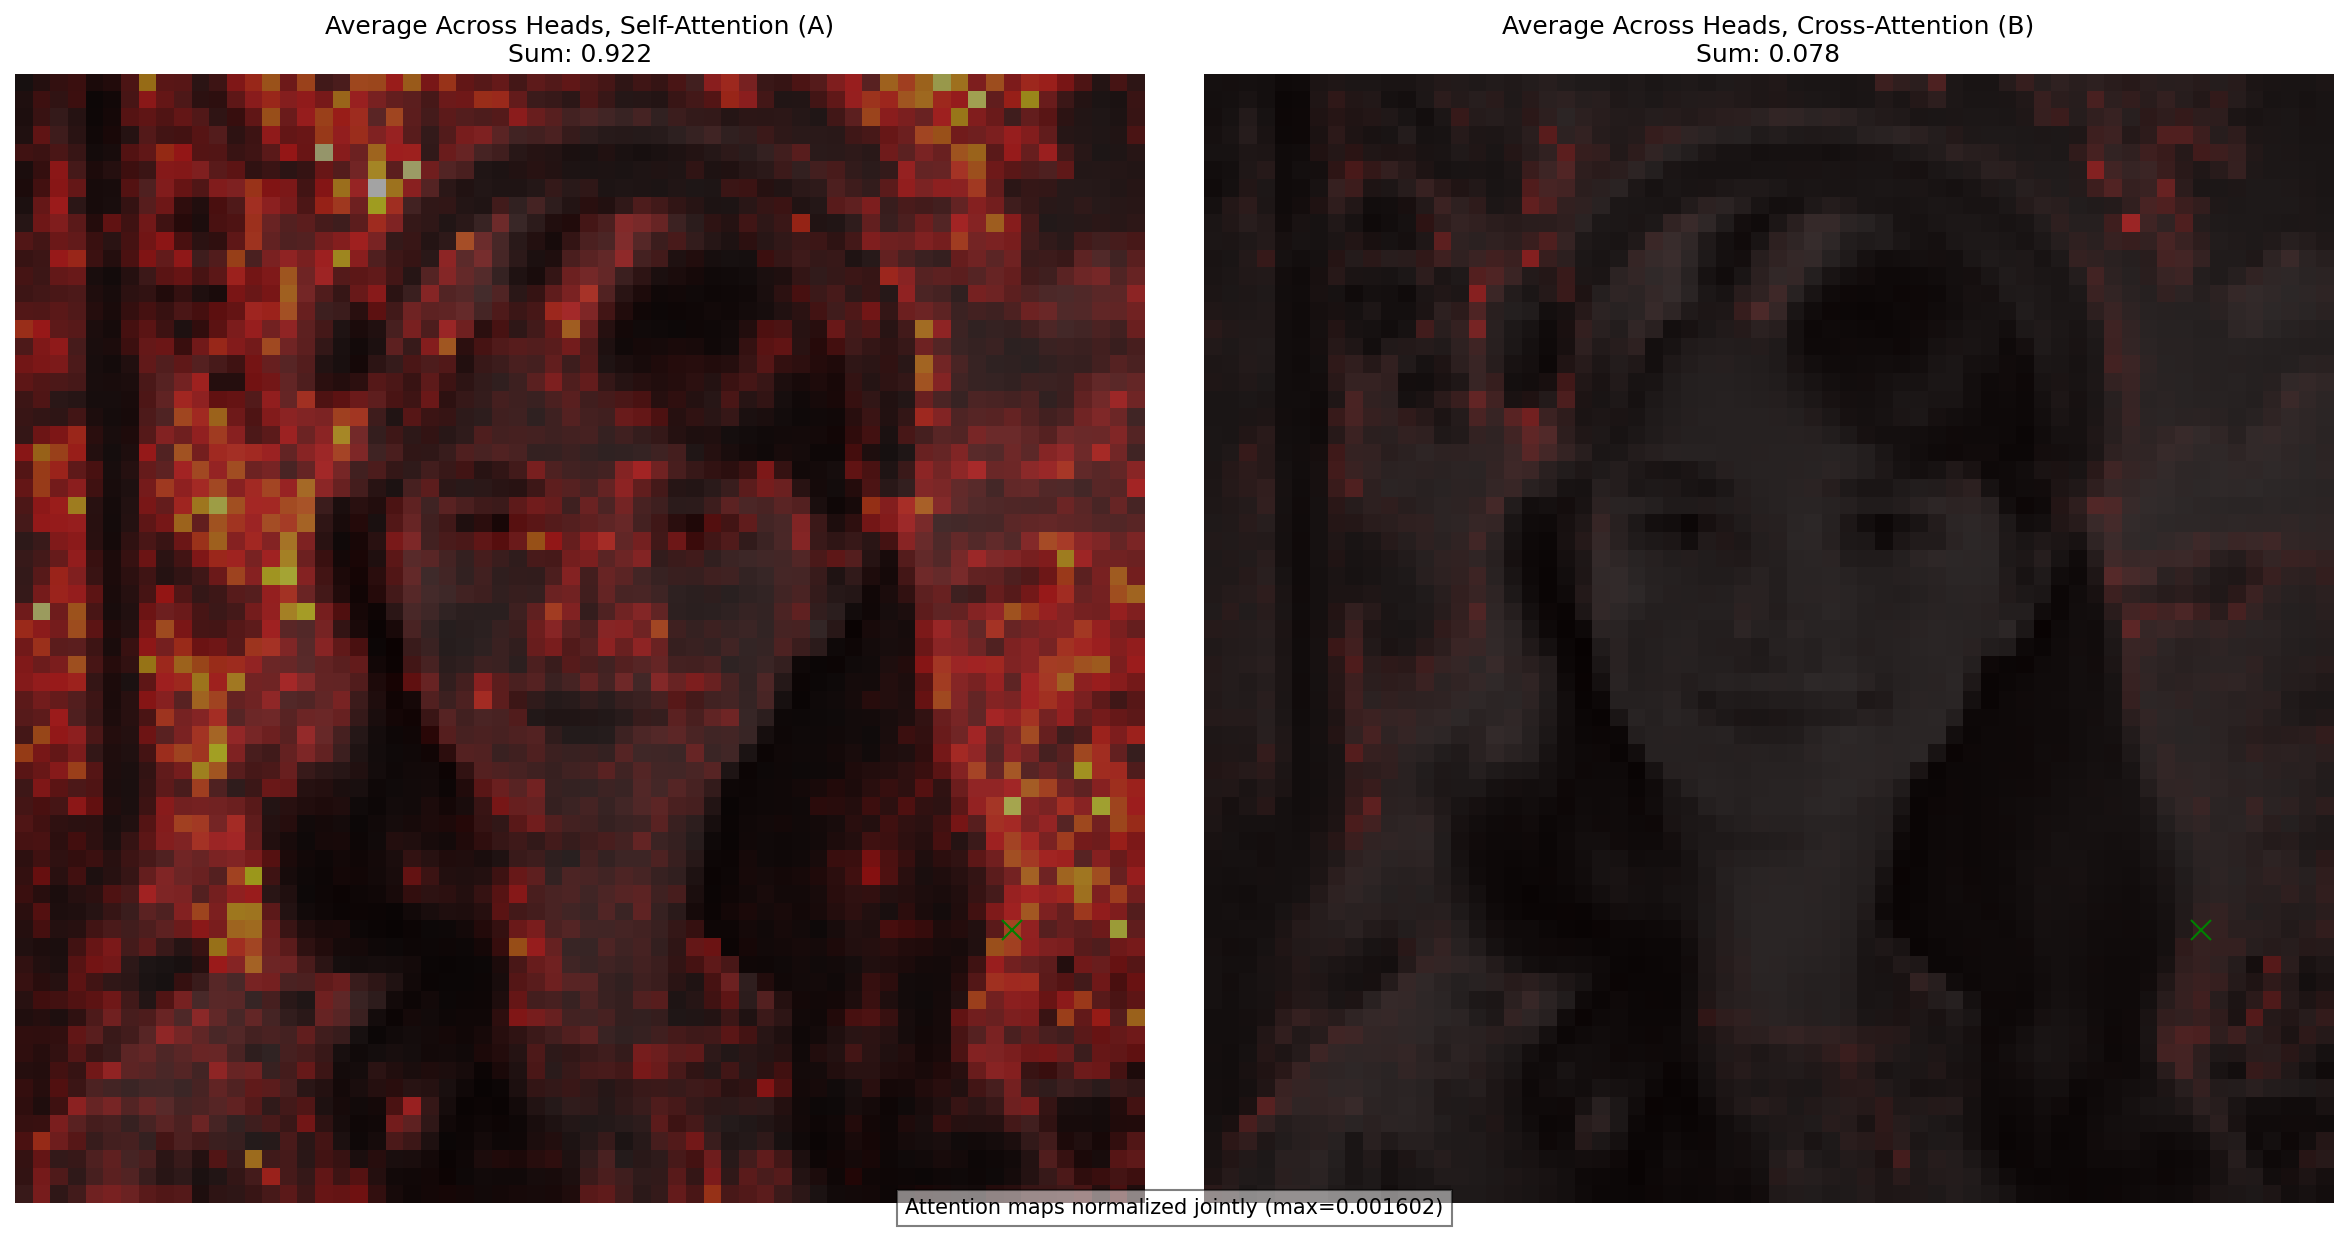 Average Across Heads, Self-Attention (A)
Sum: 0.922
Average Across Heads, Cross-Attention (B)
Sum: 0.078
Attention maps normalized jointly (max=0.001602)